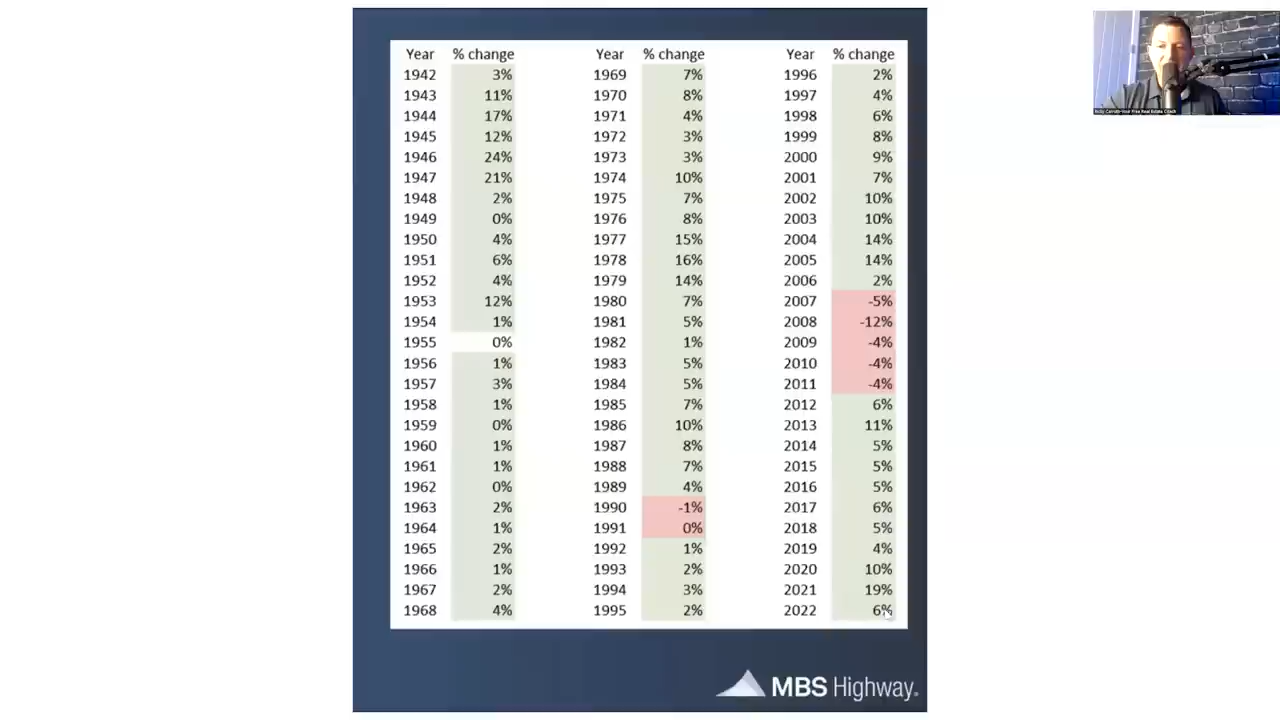 Year % change Year % change Year % change
1942 3% 1969 7% 1996 2%
1943 11% 1970 8% 1997 4%
1944 17% 1971 4% 1998 6%
1945 12% 1972 3% 1999 8%
1946 24% 1973 3% 2000 9%
1947 21% 1974 10% 2001 7%
1948 2% 1975 7% 2002 10%
1949 0% 1976 8% 2003 10%
1950 4% 1977 15% 2004 14%
1951 6% 1978 16% 2005 14%
1952 4% 1979 14% 2006 2%
1953 12% 1980 7% 2007 -5%
1954 1% 1981 5% 2008 -12%
1955 0% 1982 1% 2009 -4%
1956 1% 1983 5% 2010 -4%
1957 3% 1984 5% 2011 -4%
1958 1% 1985 7% 2012 6%
1959 0% 1986 10% 2013 11%
1960 1% 1987 8% 2014 5%
1961 1% 1988 7% 2015 5%
1962 0% 1989 4% 2016 5%
1963 2% 1990 -1% 2017 6%
1964 1% 1991 0% 2018 5%
1965 2% 1992 1% 2019 4%
1966 1% 1993 2% 2020 10%
1967 2% 1994 3% 2021 19%
1968 4% 1995 2% 2022 6%
MBS Highway.
Free Real Estate Coach